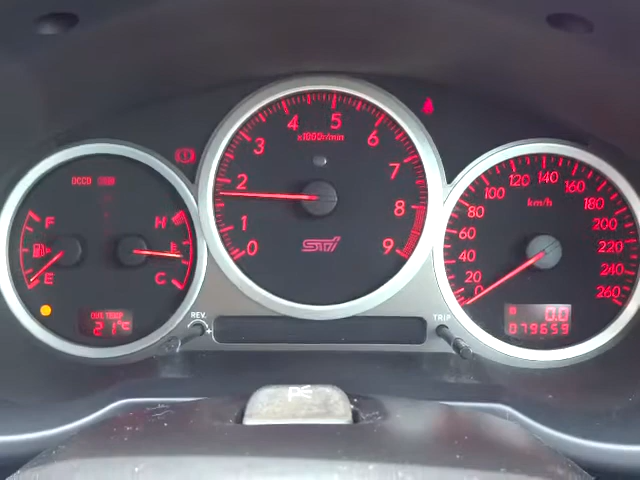 DCCD
F
E
H
C
OUT TEMP
21°C
0
1
2
3
4
5
6
7
8
9
x1000r/min
STi
REV.
TRIP
0
20
40
60
80
100
120
140
160
180
200
220
240
260
km/h
0.0
079659